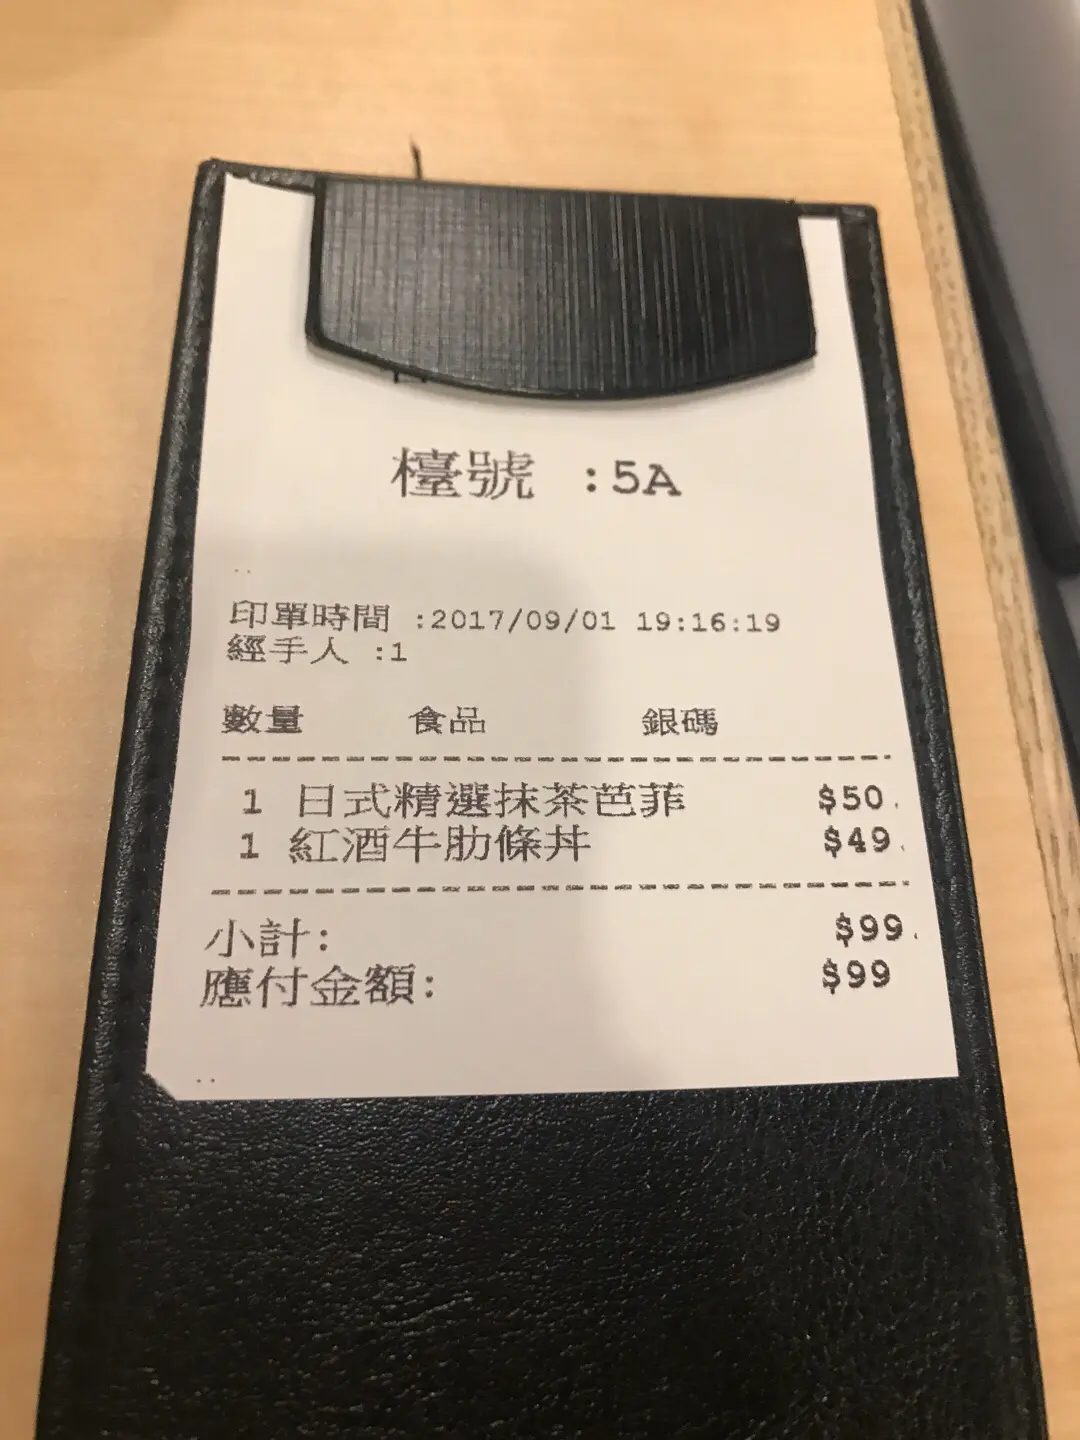 檯號 :5A
印單時間 :2017/09/01 19:16:19
經手人 :1
數量 食品 銀碼
1 日式精選抹茶芭菲 $50.
1 紅酒牛肋條丼 $49.
小計: $99.
應付金額: $99